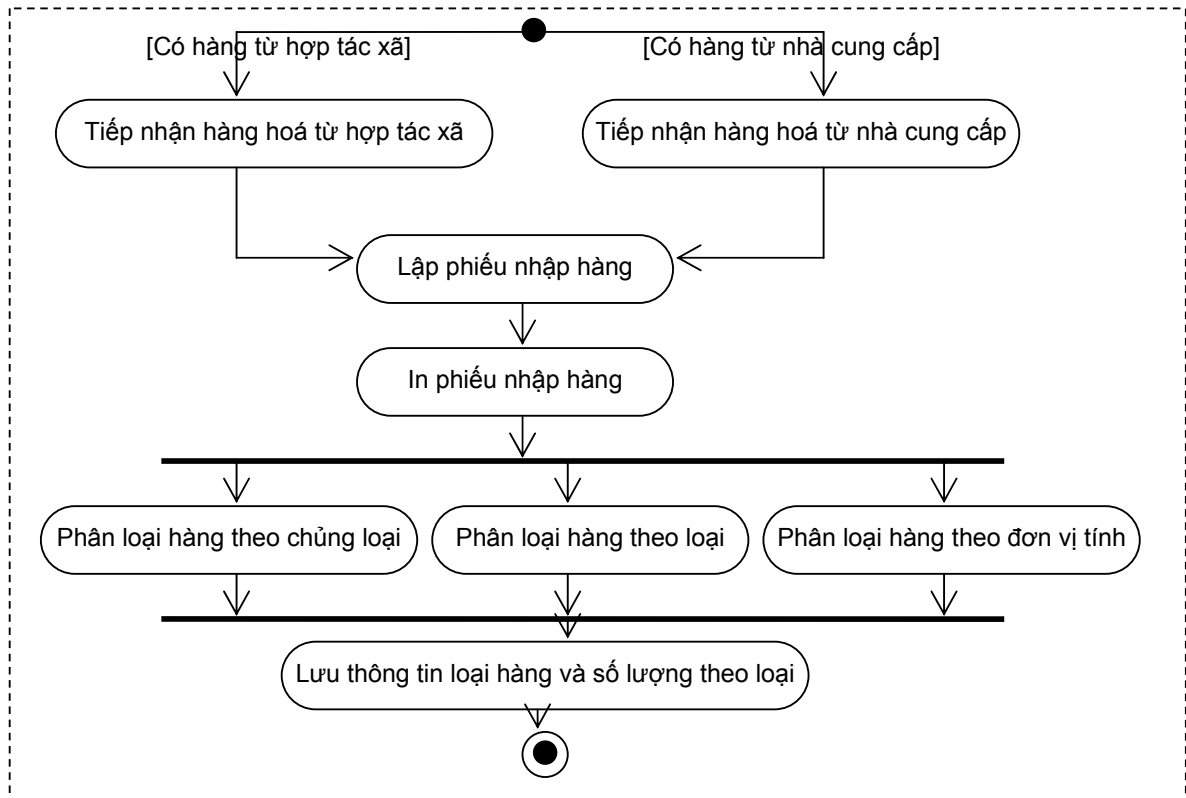 [Có hàng từ hợp tác xã]
[Có hàng từ nhà cung cấp]
Tiếp nhận hàng hoá từ hợp tác xã
Tiếp nhận hàng hoá từ nhà cung cấp
Lập phiếu nhập hàng
In phiếu nhập hàng
Phân loại hàng theo chủng loại
Phân loại hàng theo loại
Phân loại hàng theo đơn vị tính
Lưu thông tin loại hàng và số lượng theo loại